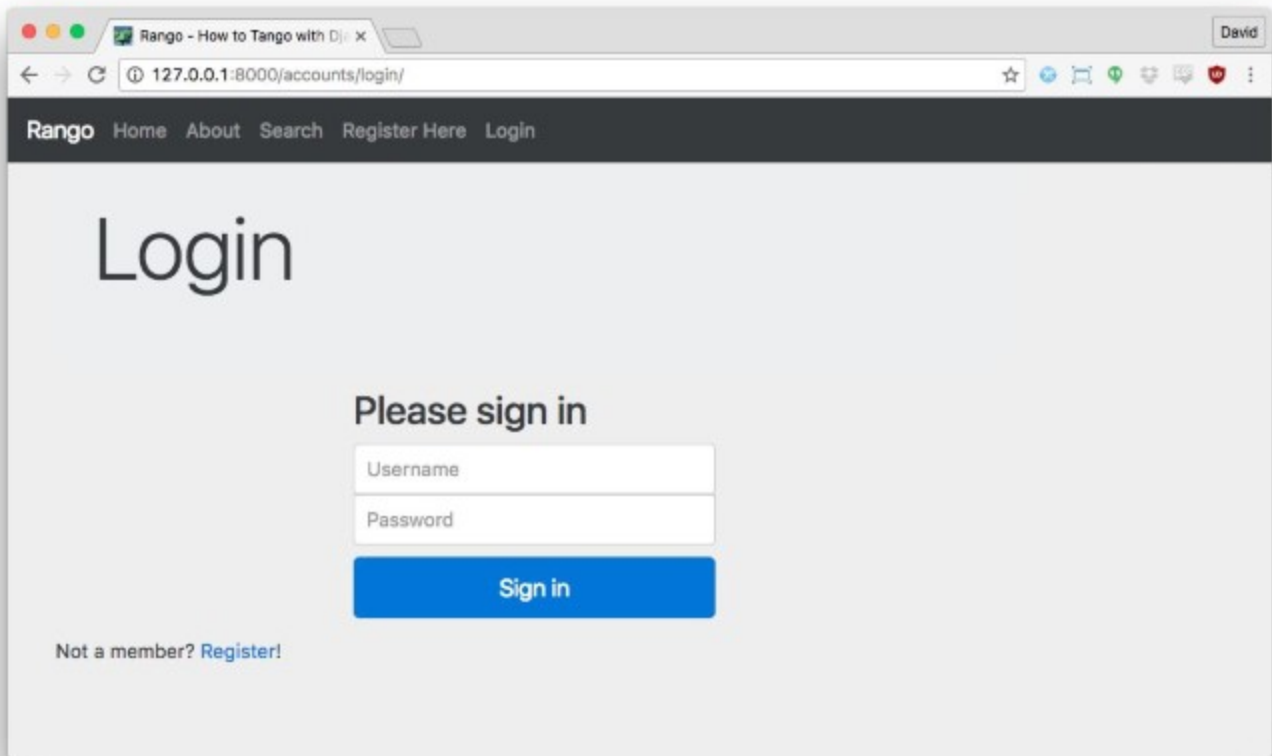 Rango - How to Tango with Dj
David
127.0.0.1:8000/accounts/login/
Rango Home About Search Register Here Login
Login
Please sign in
Username
Password
Sign in
Not a member? Register!